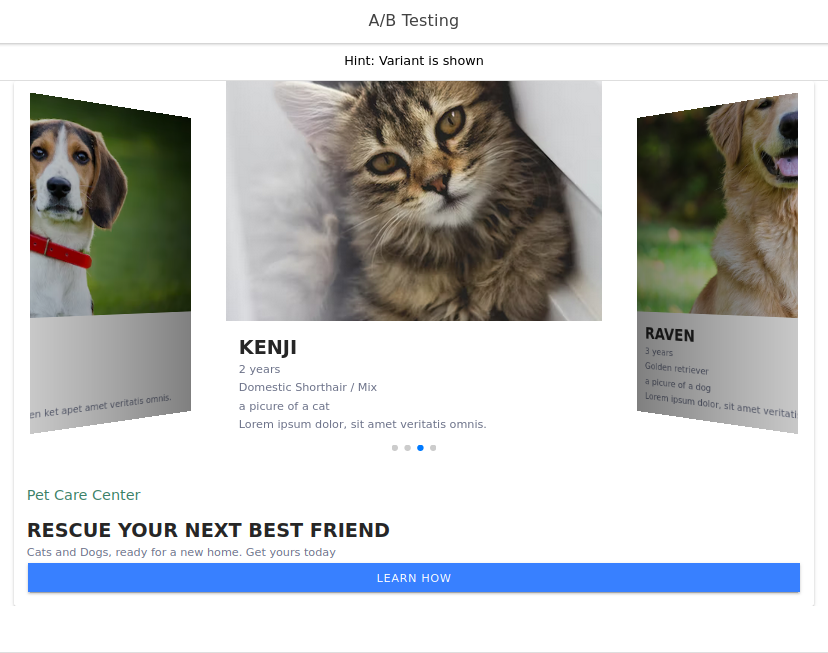 A/B Testing
Hint: Variant is shown
en ket apet amet veritatis omnis.
KENJI
2 years
Domestic Shorthair / Mix
a picure of a cat
Lorem ipsum dolor, sit amet veritatis omnis.
RAVEN
3 years
Golden retriever
a picure of a dog
Lorem ipsum dolor, sit amet veritati
Pet Care Center
RESCUE YOUR NEXT BEST FRIEND
Cats and Dogs, ready for a new home. Get yours today
LEARN HOW